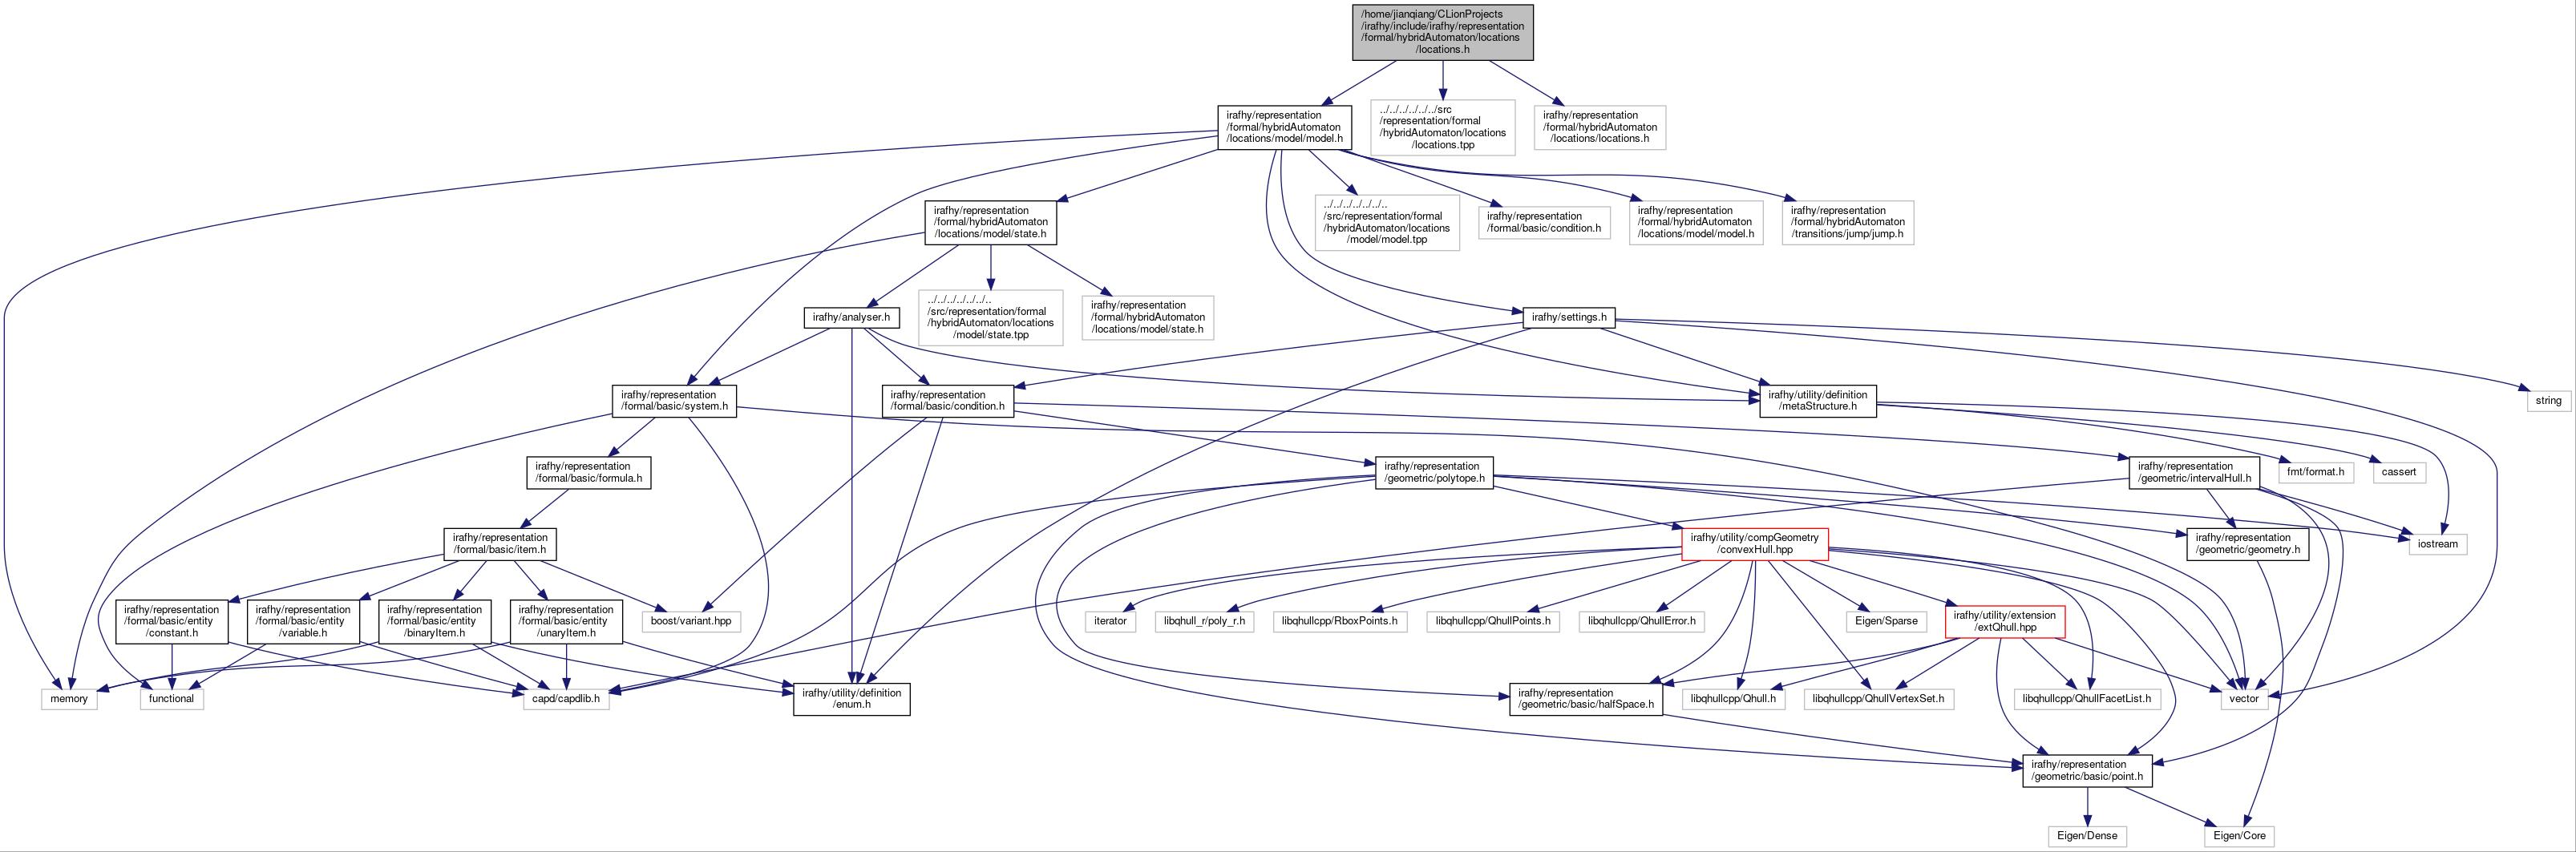 /home/jianqiang/CLionProjects
/irafhy/include/irafhy/representation
/formal/hybridAutomaton/locations
/locations.h
irafhy/representation
/formal/hybridAutomaton
/locations/model/model.h
../../../../../../src
/representation/formal
/hybridAutomaton/locations
/locations.tpp
irafhy/representation
/formal/hybridAutomaton
/locations/locations.h
irafhy/representation
/formal/hybridAutomaton
/locations/model/state.h
../../../../../../..
/src/representation/formal
/hybridAutomaton/locations
/model/model.tpp
irafhy/representation
/formal/basic/condition.h
irafhy/representation
/formal/hybridAutomaton
/locations/model/model.h
irafhy/representation
/formal/hybridAutomaton
/transitions/jump/jump.h
irafhy/analyser.h
../../../../../../..
/src/representation/formal
/hybridAutomaton/locations
/model/state.tpp
irafhy/representation
/formal/hybridAutomaton
/locations/model/state.h
irafhy/settings.h
irafhy/representation
/formal/basic/system.h
irafhy/representation
/formal/basic/condition.h
irafhy/utility/definition
/metaStructure.h
string
irafhy/representation
/formal/basic/formula.h
irafhy/representation
/geometric/polytope.h
irafhy/representation
/geometric/intervalHull.h
fmt/format.h
cassert
irafhy/representation
/formal/basic/item.h
irafhy/utility/compGeometry
/convexHull.hpp
irafhy/representation
/geometric/geometry.h
iostream
irafhy/representation
/formal/basic/entity
/constant.h
irafhy/representation
/formal/basic/entity
/variable.h
irafhy/representation
/formal/basic/entity
/binaryItem.h
irafhy/representation
/formal/basic/entity
/unaryItem.h
boost/variant.hpp
iterator
libqhull_r/poly_r.h
libqhullcpp/RboxPoints.h
libqhullcpp/QhullPoints.h
libqhullcpp/QhullError.h
Eigen/Sparse
irafhy/utility/extension
/extQhull.hpp
memory
functional
capd/capdlib.h
irafhy/utility/definition
/enum.h
irafhy/representation
/geometric/basic/halfSpace.h
libqhullcpp/Qhull.h
libqhullcpp/QhullVertexSet.h
libqhullcpp/QhullFacetList.h
vector
irafhy/representation
/geometric/basic/point.h
Eigen/Dense
Eigen/Core